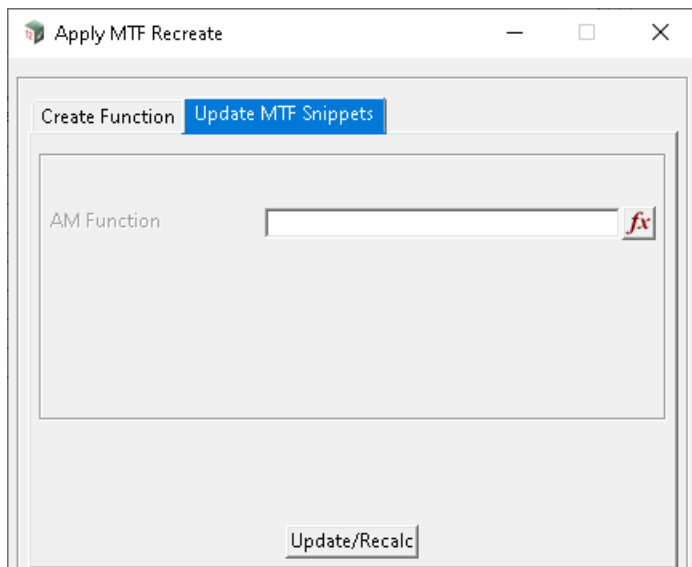 Apply MTF Recreate
Create Function
Update MTF Snippets
AM Function
fx
Update/Recalc